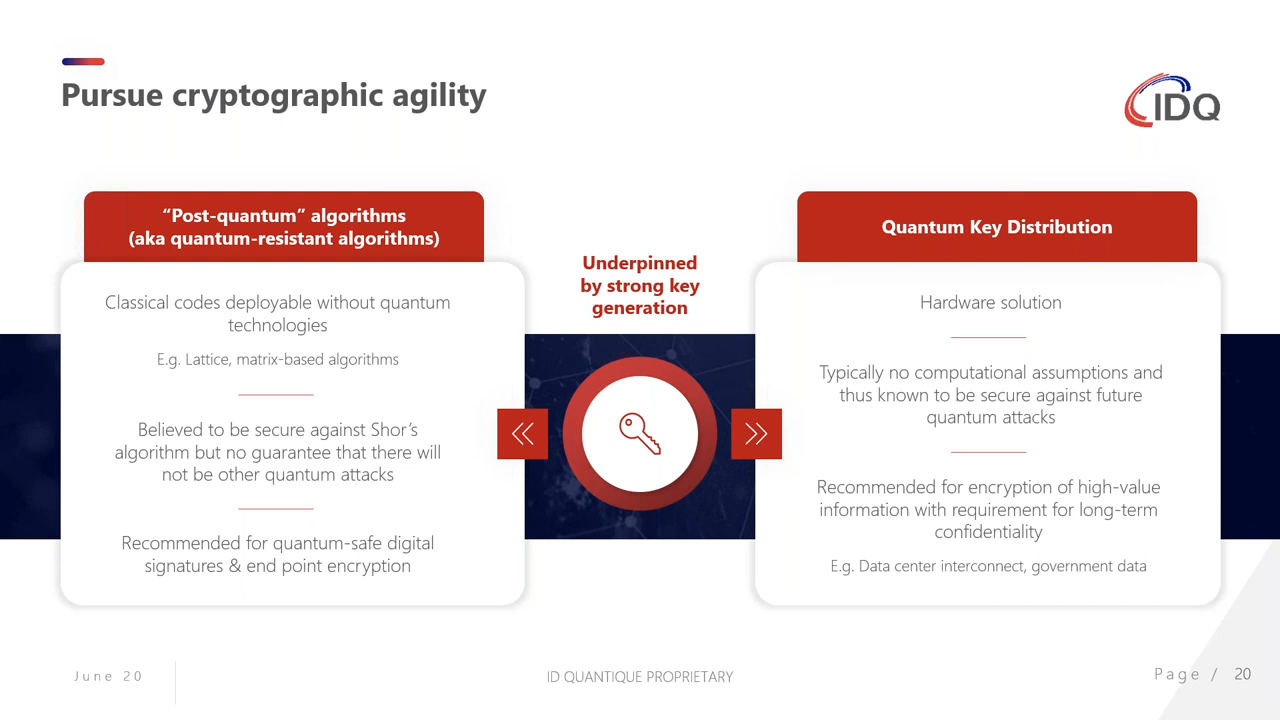 Pursue cryptographic agility
IDQ
“Post-quantum” algorithms
(aka quantum-resistant algorithms)
Classical codes deployable without quantum
technologies
E.g. Lattice, matrix-based algorithms
Believed to be secure against Shor’s
algorithm but no guarantee that there will
not be other quantum attacks
Recommended for quantum-safe digital
signatures & end point encryption
Underpinned
by strong key
generation
Quantum Key Distribution
Hardware solution
Typically no computational assumptions and
thus known to be secure against future
quantum attacks
Recommended for encryption of high-value
information with requirement for long-term
confidentiality
E.g. Data center interconnect, government data
June 20
ID QUANTIQUE PROPRIETARY
Page / 20